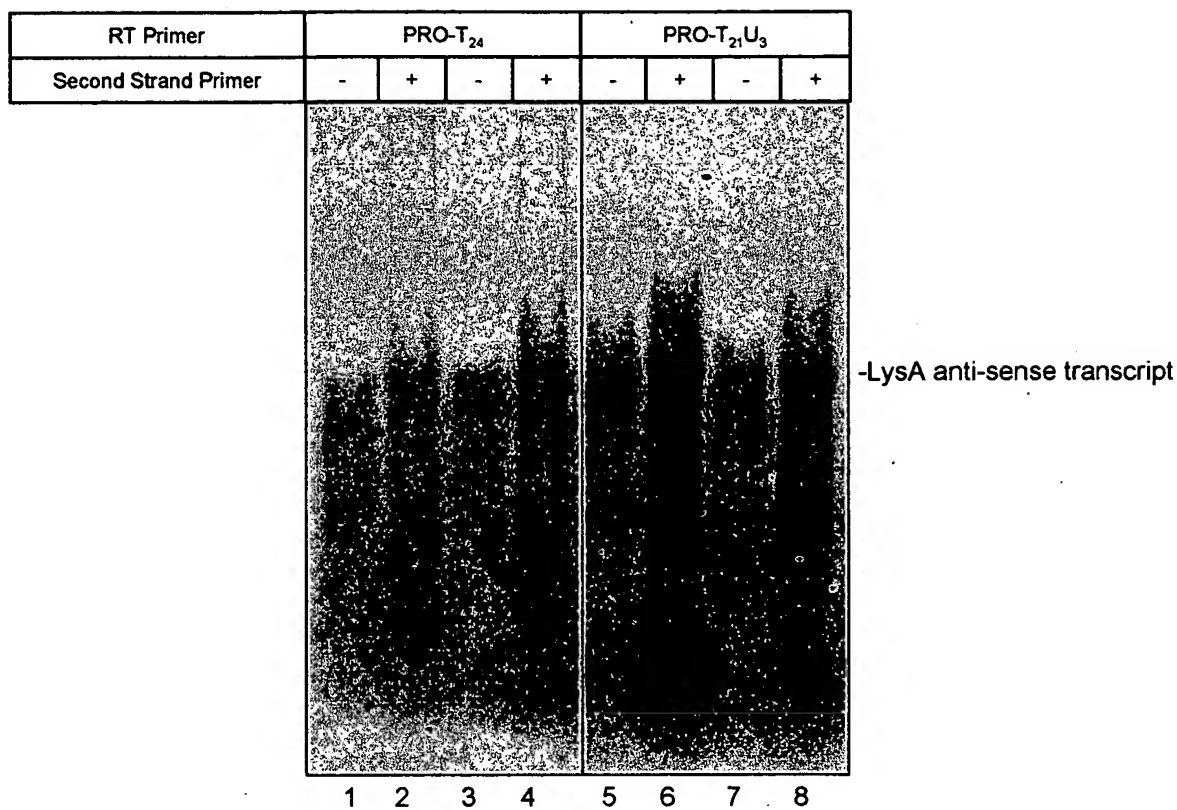 RT Primer PRO-T₂₄ PRO-T₂₁U₃
Second Strand Primer - + - + - + - +
-LysA anti-sense transcript
1 2 3 4 5 6 7 8